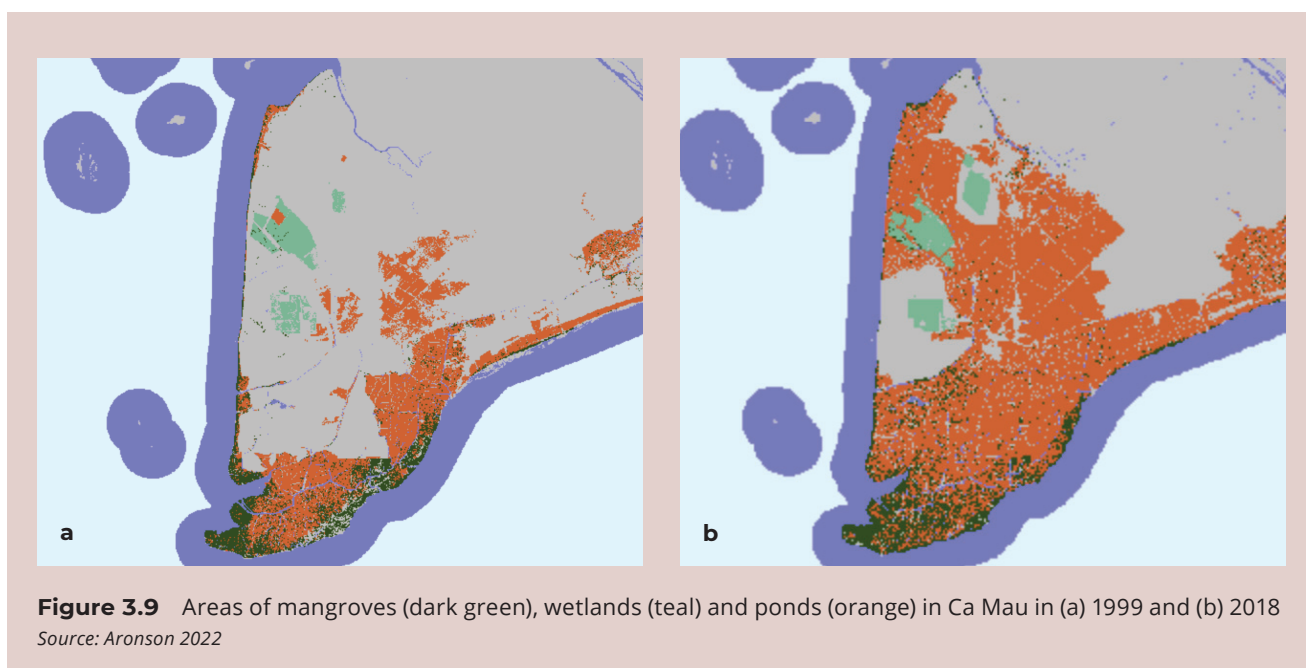 a
b
Figure 3.9 Areas of mangroves (dark green), wetlands (teal) and ponds (orange) in Ca Mau in (a) 1999 and (b) 2018
Source: Aronson 2022